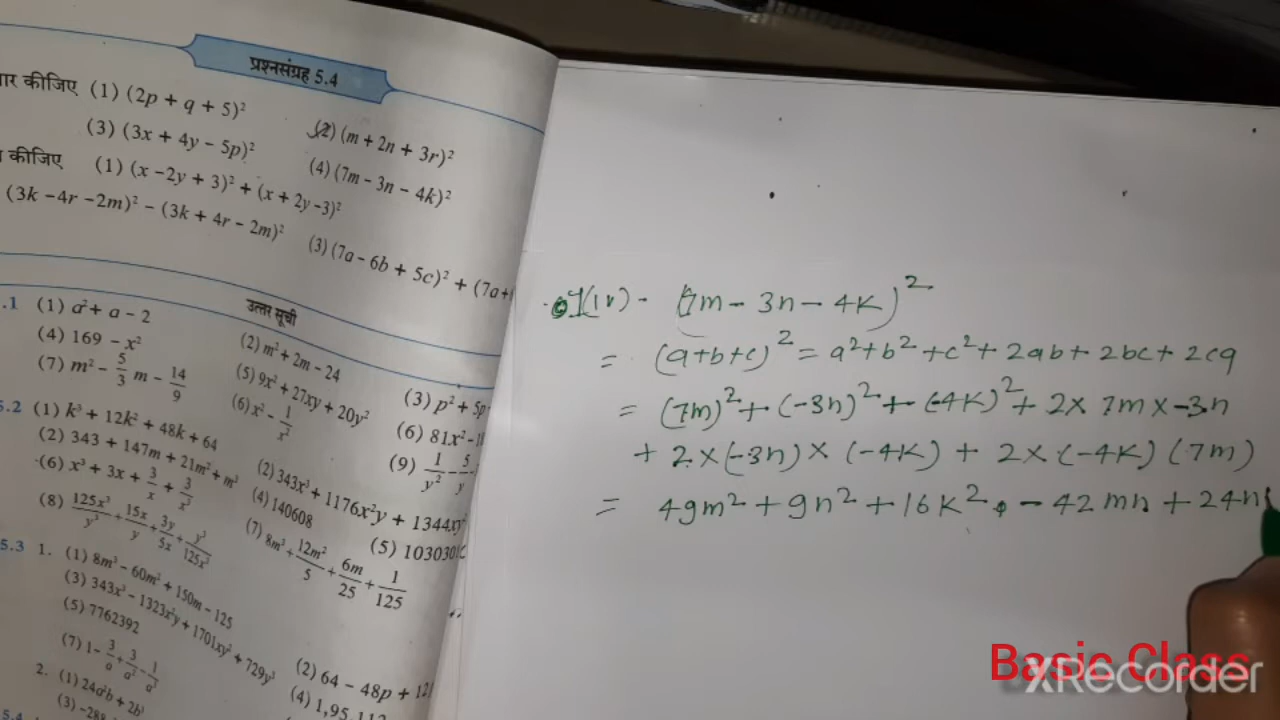 प्रश्नसंग्रह 5.4
कीजिए (1) (2p + q + 5)² (2) (m + 2n + 3r)²
(3) (3x + 4y – 5p)² (4) (7m – 3n – 4k)²
कीजिए (1) (x –2y + 3)² + (x + 2y –3)²
(3k –4r –2m)² – (3k + 4r – 2m)² (3) (7a – 6b + 5c)² + (7a+
उत्तर सूची
.1 (1) a² + a – 2 (2) m² + 2m – 24 (3) p² + 5p
(4) 169 – x² (5) 9x² + 27xy + 20y² (6) 81x²
(7) m² – 5/3 m – 14/9 (6) x² – 1/x² (9) 1/y² – 5/y
5.2 (1) k³ + 12k² + 48k + 64 (2) 343x³ + 1176x²y + 1344xy
(2) 343 + 147m + 21m² + m³ (4) 140608 (5) 103030
(6) x³ + 3x + 3/x + 3/x³ (7) 8m³ + 12m²/5 + 6m/25 + 1/125
(8) 125x³/y³ + 15x/y + 3y/5x + y³/125x³
5.3 1. (1) 8m³ – 60m² + 150m – 125 (2) 64 – 48p + 12
(3) 343x³ – 1323x²y + 1701xy² + 729y³ (4) 1,95,112
(5) 7762392
(7) 1– 3/a + 3/a² – 1/a³
2. (1) 24a²b + 2b³
(3) –288
5.4
(7m – 3n – 4k)²
= (a+b+c)² = a²+b²+c²+2ab+2bc+2ca
= (7m)² + (-3n)² + (-4k)² + 2× 7m × -3n
+ 2×(-3n) × (-4k) + 2×(-4k)(7m)
= 49m² + 9n² + 16k² - 42mn + 24n
Basic Class
XRecorder